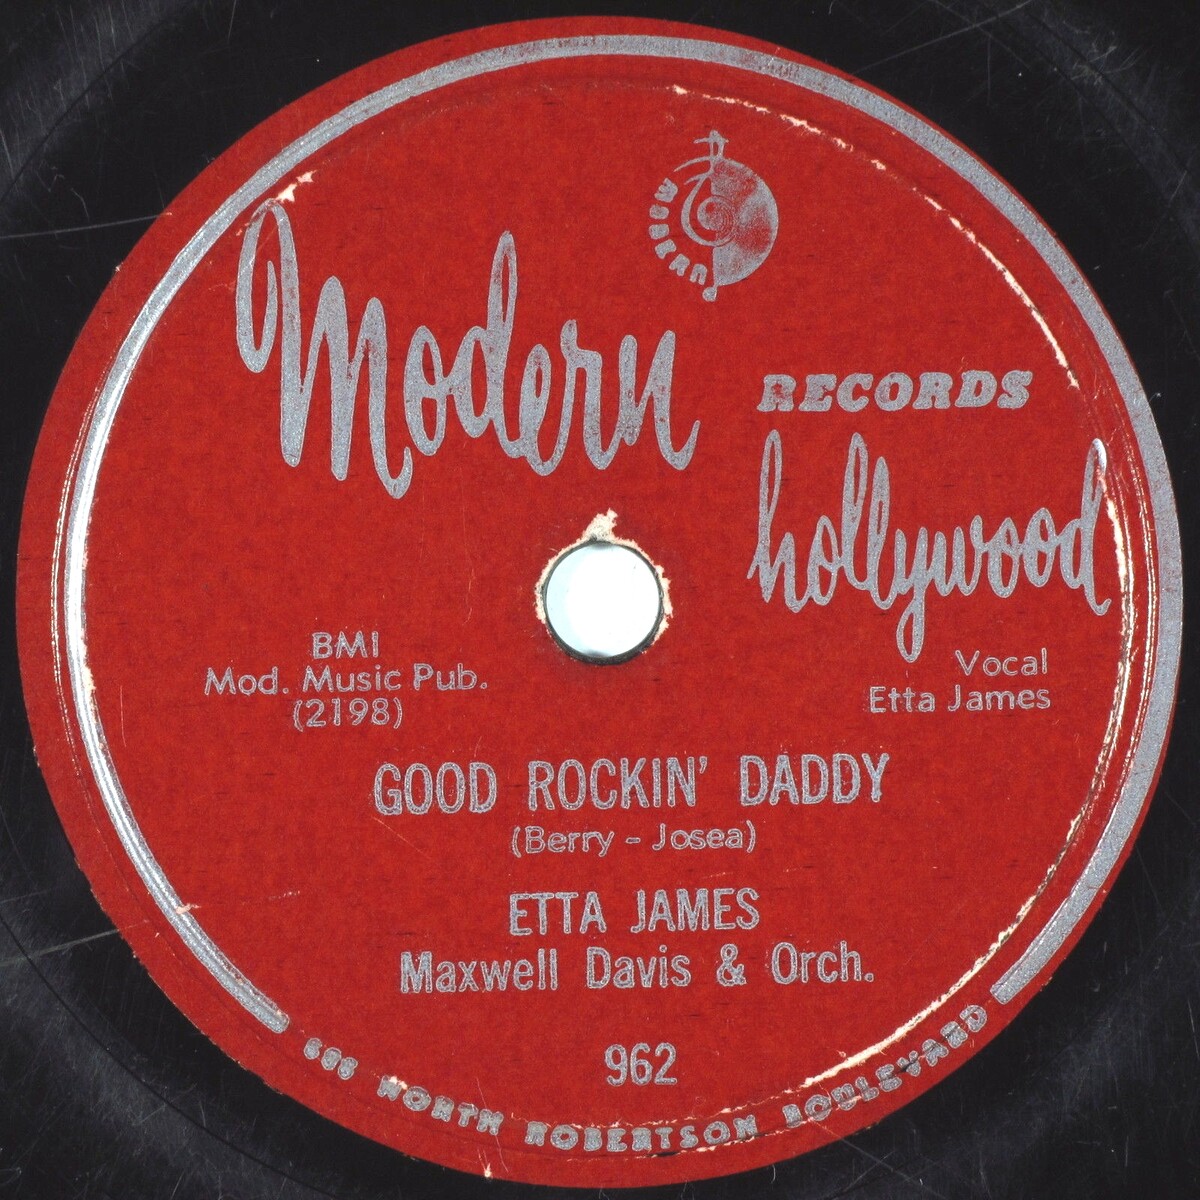 MODERN
Modern
RECORDS
hollywood
BMI
Mod. Music Pub.
(2198)
Vocal
Etta James
GOOD ROCKIN' DADDY
(Berry - Josea)
ETTA JAMES
Maxwell Davis & Orch.
962
NORTH ROBERTSON BOULEVARD